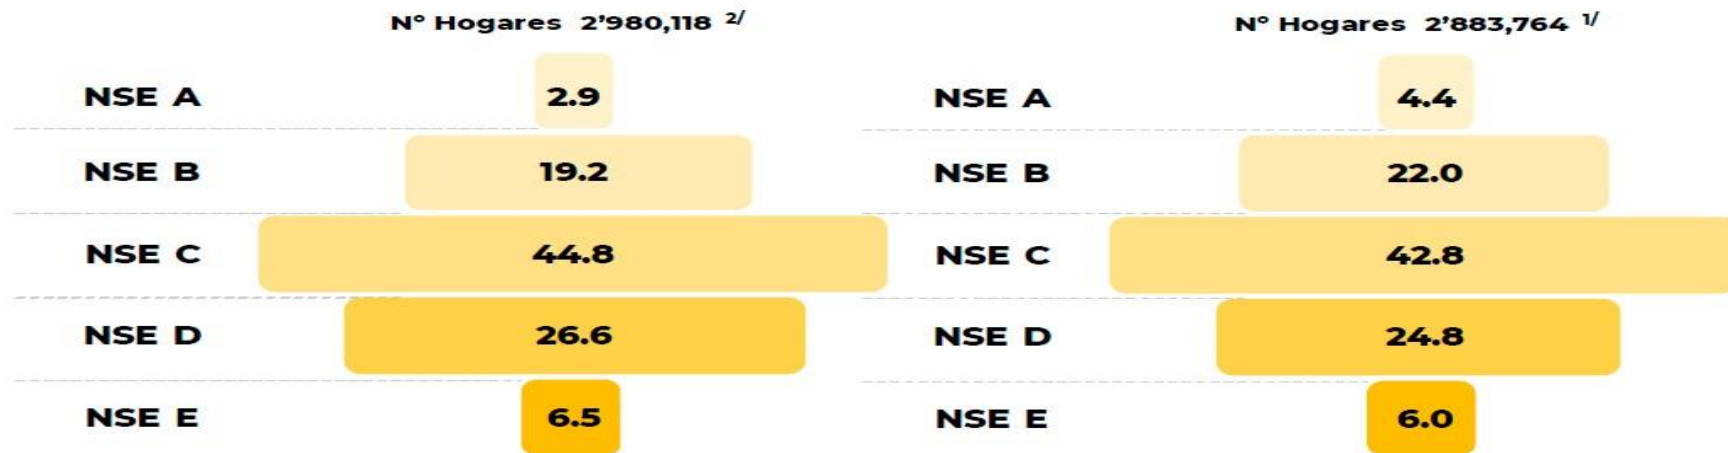 N° Hogares 2’980,118 2/
NSE A 2.9
NSE B 19.2
NSE C 44.8
NSE D 26.6
NSE E 6.5
N° Hogares 2’883,764 1/
NSE A 4.4
NSE B 22.0
NSE C 42.8
NSE D 24.8
NSE E 6.0